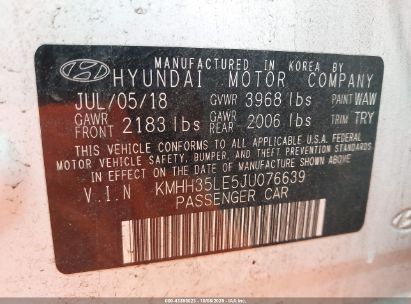 MANUFACTURED IN KOREA BY
HYUNDAI MOTOR COMPANY
JUL/05/18 GVWR 3968 lbs PAINT WAW
GAWR FRONT 2183 lbs GAWR REAR 2006 lbs TRIM TRY
THIS VEHICLE CONFORMS TO ALL APPLICABLE U.S.A. FEDERAL
MOTOR VEHICLE SAFETY, BUMPER, AND THEFT PREVENTION STANDARDS
IN EFFECT ON THE DATE OF MANUFACTURE SHOWN ABOVE.
V.I.N KMHH35LE5JU076639
PASSENGER CAR